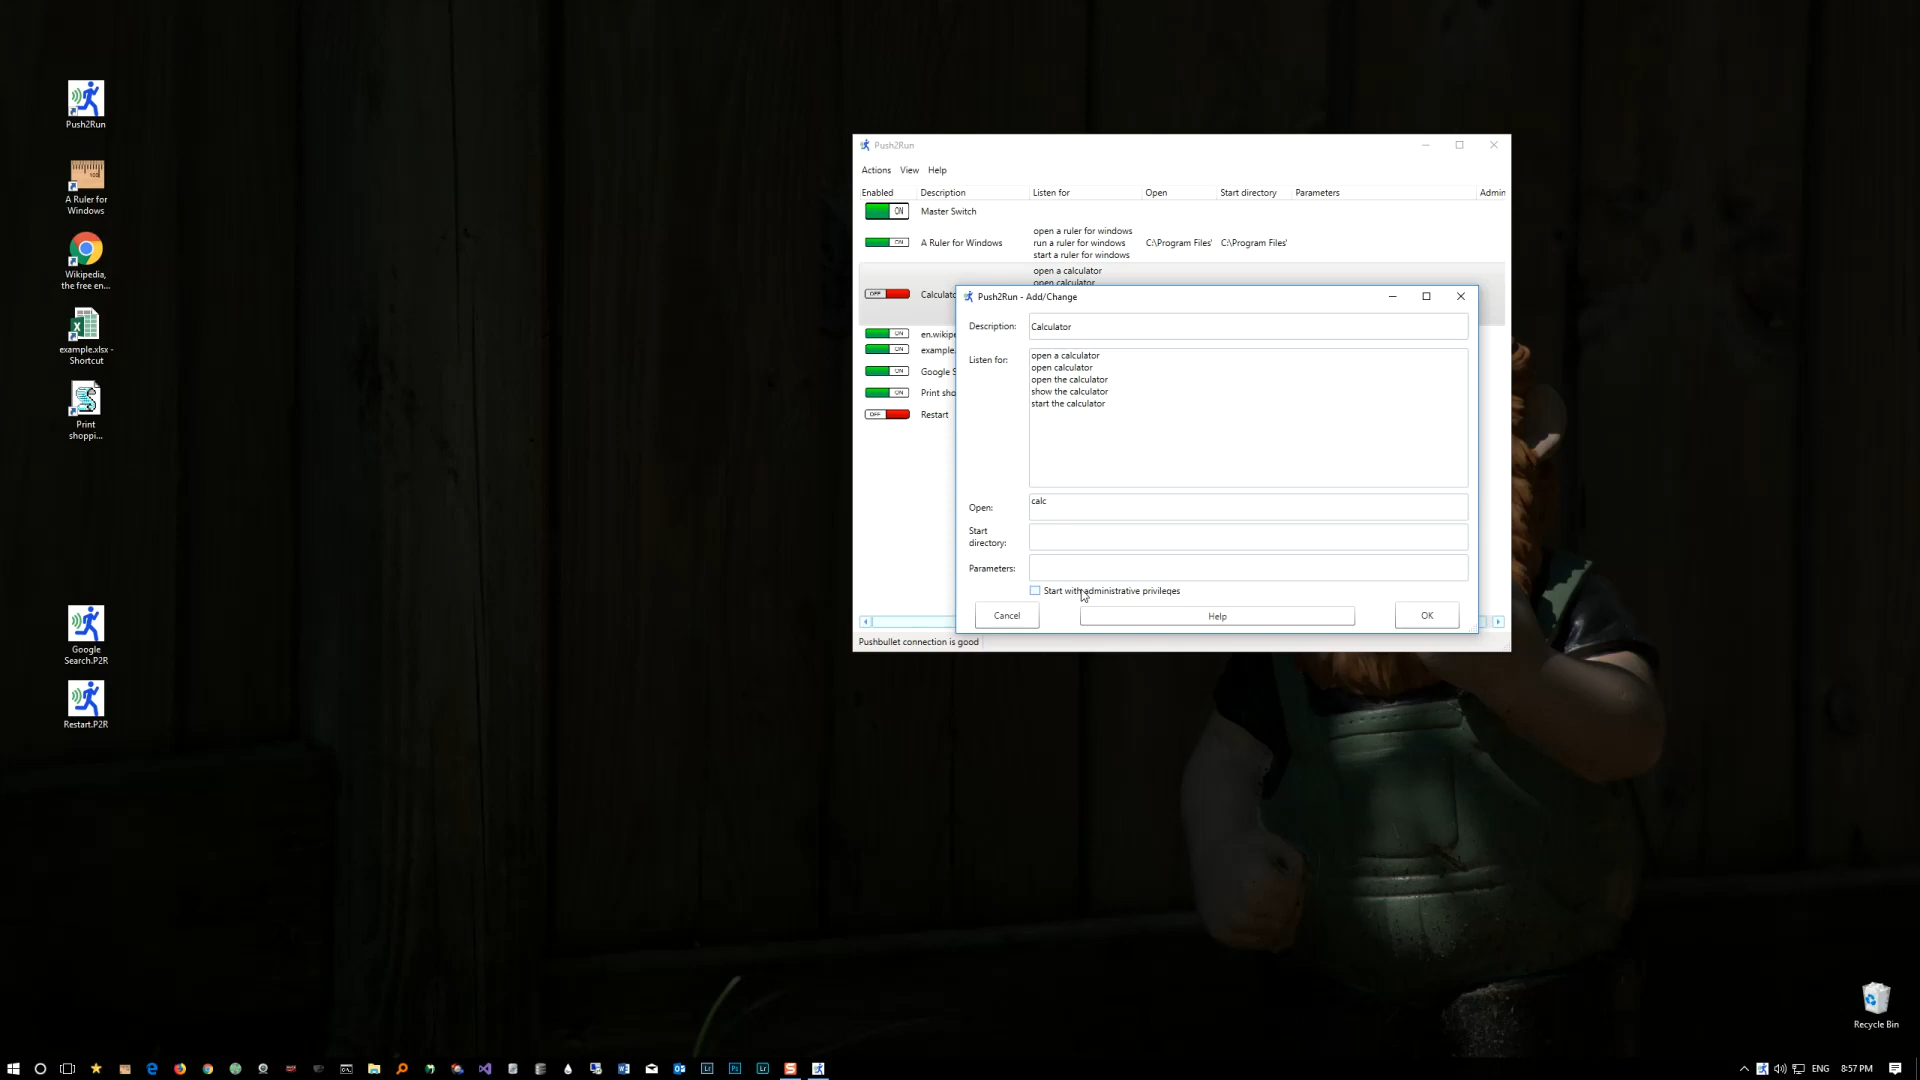 Push2Run
A Ruler for
Windows
Wikipedia,
the free en...
example.xlsx -
Shortcut
Print
shoppi...
Google
Search.P2R
Restart.P2R
Push2Run
Actions View Help
Enabled Description Listen for Open Start directory Parameters Admin
ON Master Switch
open a ruler for windows
ON A Ruler for Windows run a ruler for windows C:\Program Files' C:\Program Files'
start a ruler for windows
open a calculator
open calculator
OFF Calculato
ON en.wikipe
ON example.
ON Google S
ON Print sho
OFF Restart
Pushbullet connection is good
Push2Run - Add/Change
Description: Calculator
Listen for:
open a calculator
open calculator
open the calculator
show the calculator
start the calculator
Open: calc
Start
directory:
Parameters:
Start with administrative privileges
Cancel Help OK
Recycle Bin
ENG 8:57 PM